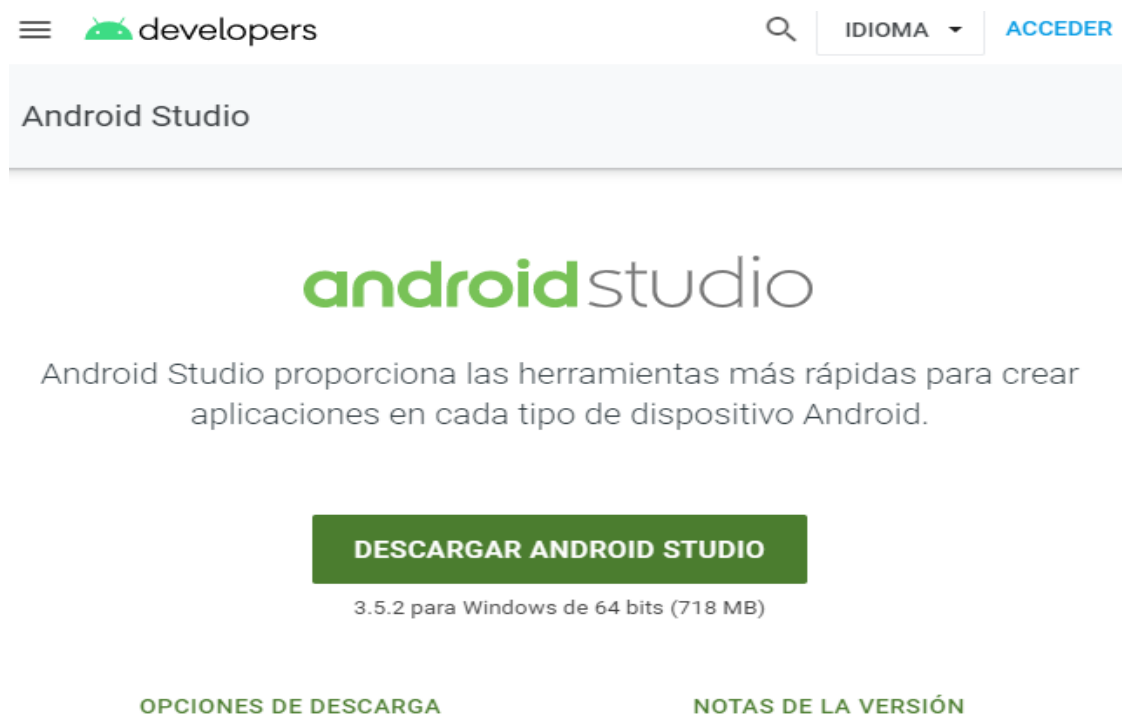 developers
IDIOMA
ACCEDER
Android Studio
androidstudio
Android Studio proporciona las herramientas más rápidas para crear
aplicaciones en cada tipo de dispositivo Android.
DESCARGAR ANDROID STUDIO
3.5.2 para Windows de 64 bits (718 MB)
OPCIONES DE DESCARGA
NOTAS DE LA VERSIÓN